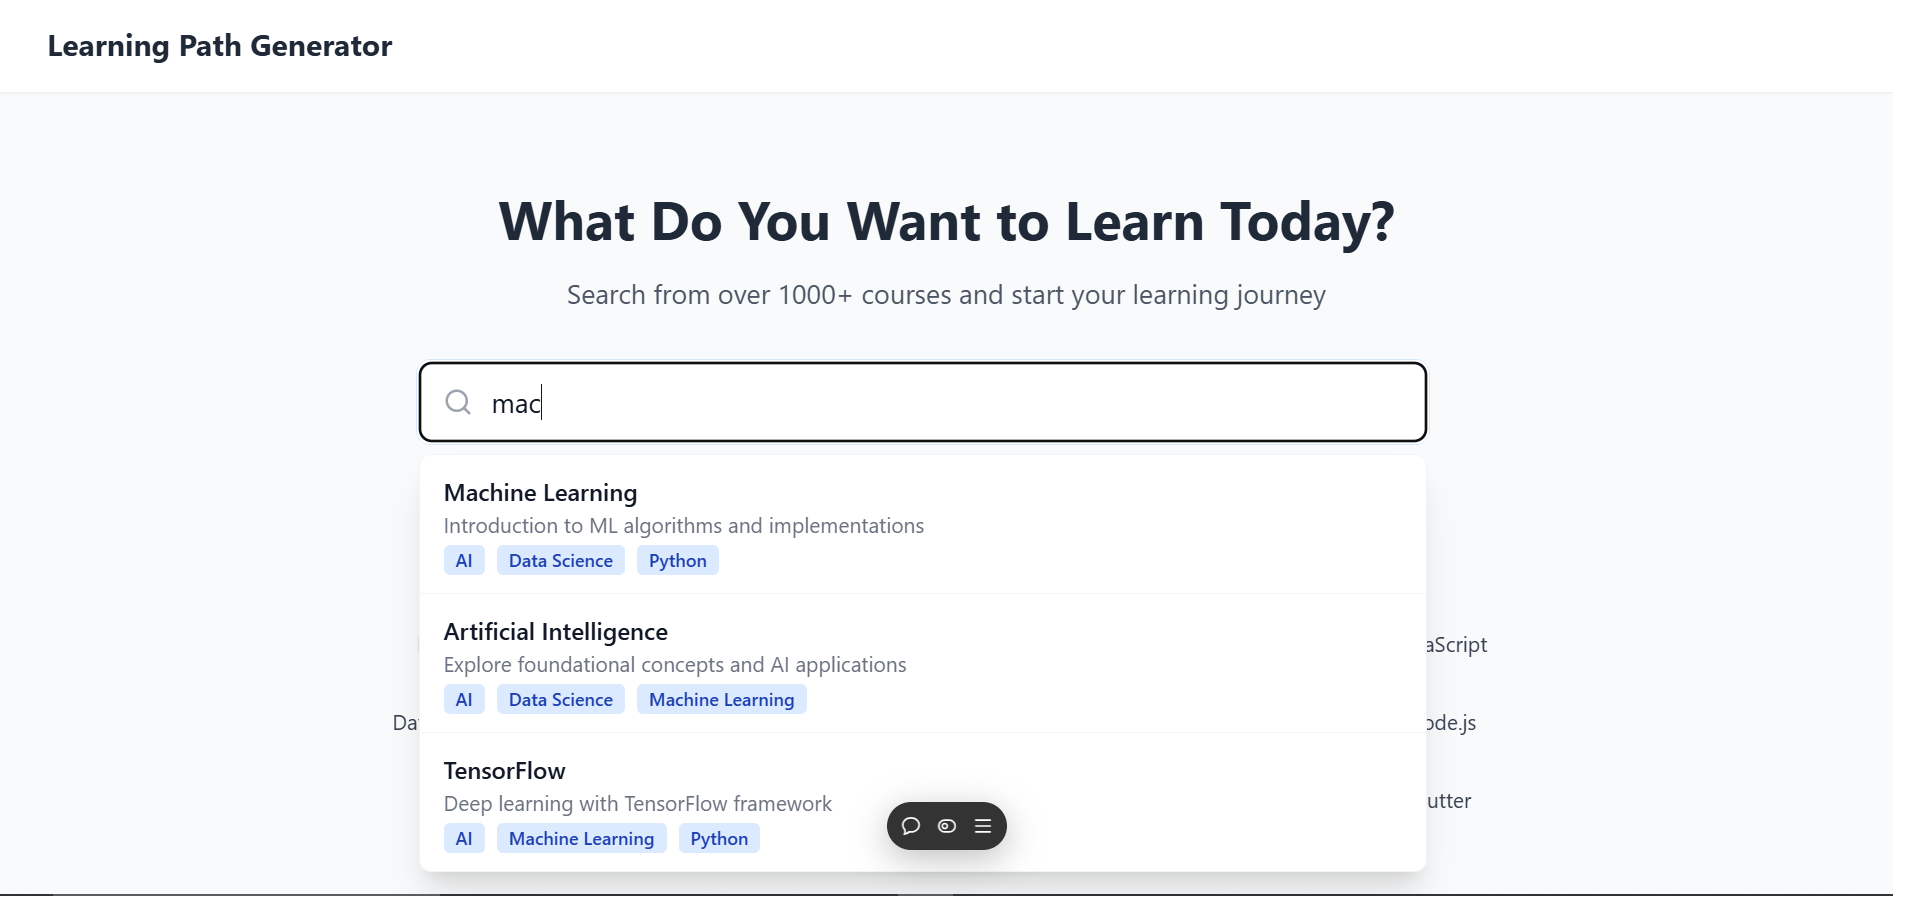 Learning Path Generator
What Do You Want to Learn Today?
Search from over 1000+ courses and start your learning journey
mac
Machine Learning
Introduction to ML algorithms and implementations
AI Data Science Python
Artificial Intelligence
Explore foundational concepts and AI applications
AI Data Science Machine Learning
aScript
Da
ode.js
TensorFlow
Deep learning with TensorFlow framework
utter
AI Machine Learning Python